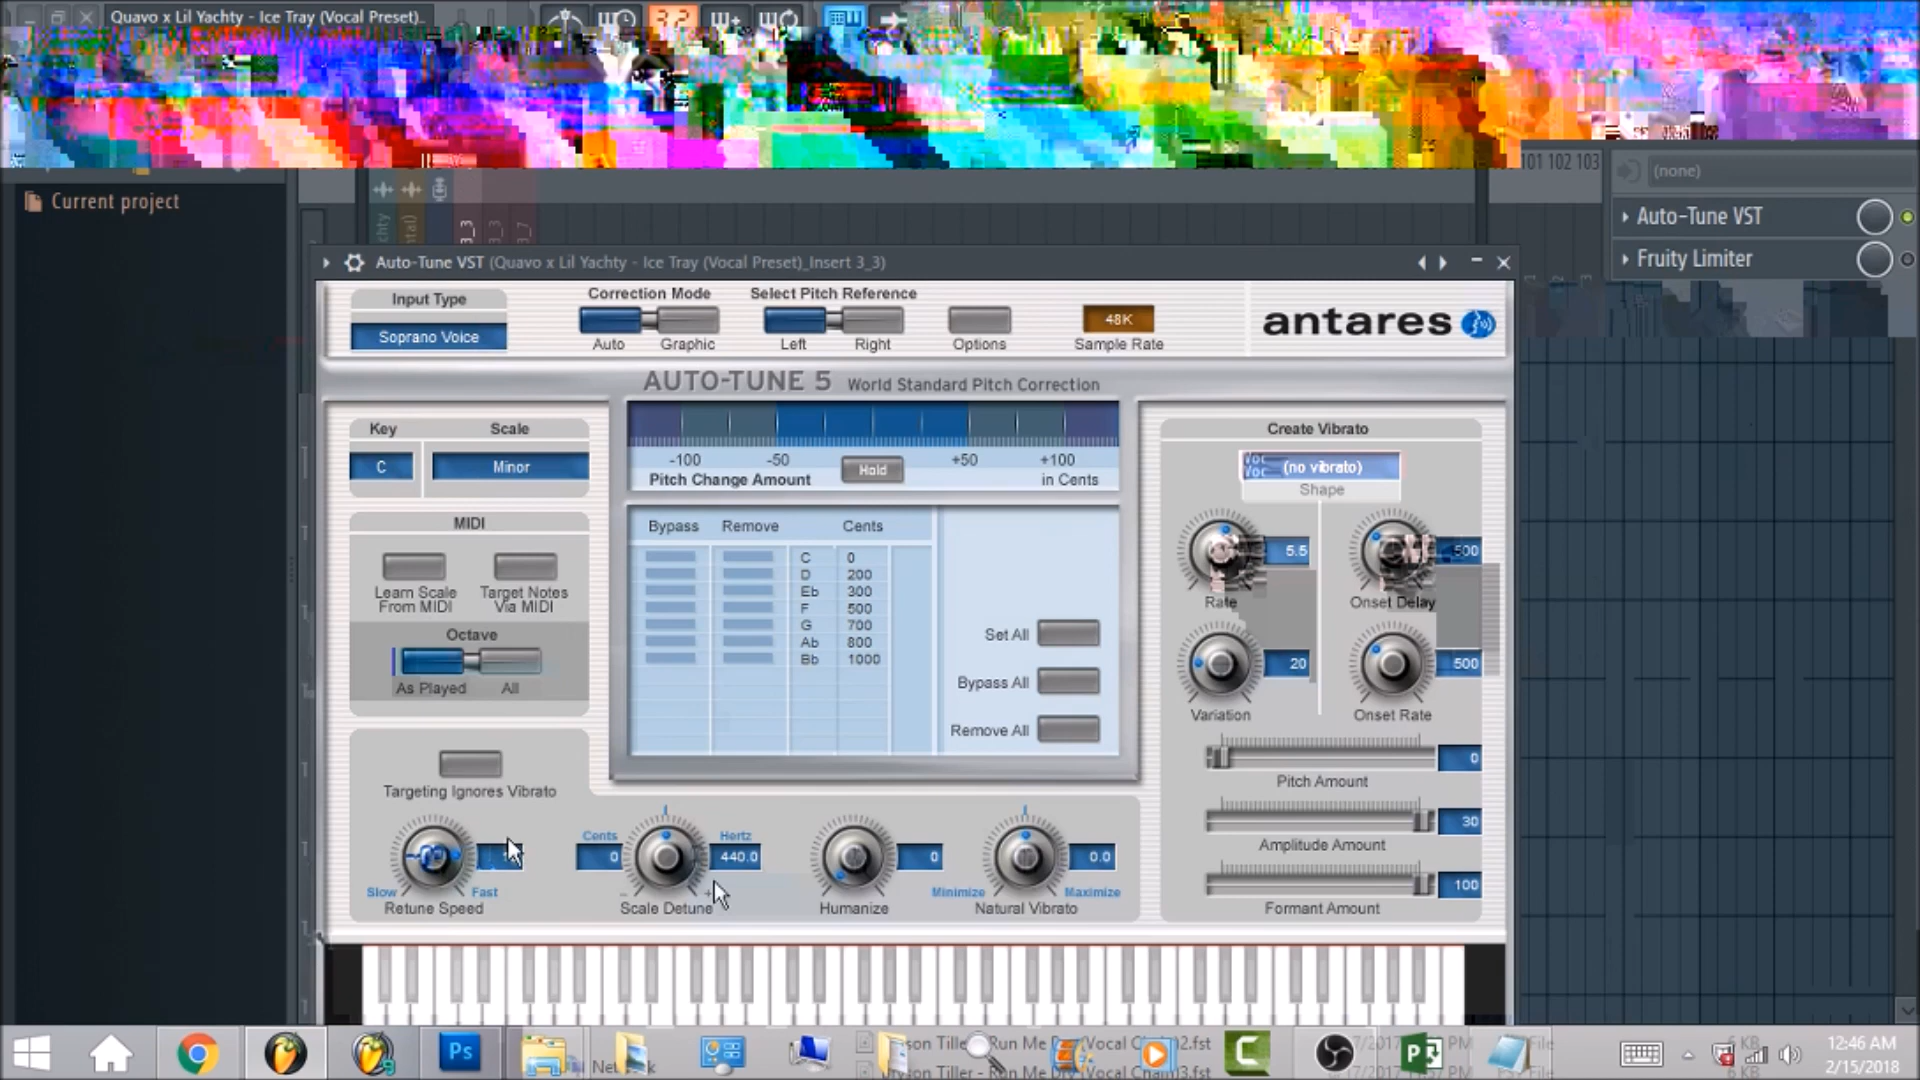 Quavo x Lil Yachty - Ice Tray (Vocal Preset)_
3.2
101 102 103
(none)
Current project
Auto-Tune VST
Fruity Limiter
Auto-Tune VST (Quavo x Lil Yachty - Ice Tray (Vocal Preset)_Insert 3_3)
Input Type
Soprano Voice
Correction Mode
Auto
Graphic
Select Pitch Reference
Left
Right
Options
48K
Sample Rate
antares
AUTO-TUNE 5 World Standard Pitch Correction
Key
Scale
C
Minor
-100
-50
Hold
+50
+100
Pitch Change Amount
in Cents
Create Vibrato
(no vibrato)
Shape
MIDI
Learn Scale
From MIDI
Target Notes
Via MIDI
Octave
As Played
All
Bypass
Remove
Cents
C 0
D 200
Eb 300
F 500
G 700
Ab 800
Bb 1000
Set All
Bypass All
Remove All
5.5
500
Rate
Onset Delay
20
500
Variation
Onset Rate
0
Pitch Amount
30
Amplitude Amount
100
Formant Amount
Targeting Ignores Vibrato
Slow
Fast
Retune Speed
Cents
0
Hertz
440.0
Scale Detune
0
Humanize
0.0
Minimize
Maximize
Natural Vibrato
Ps
12:46 AM
2/15/2018